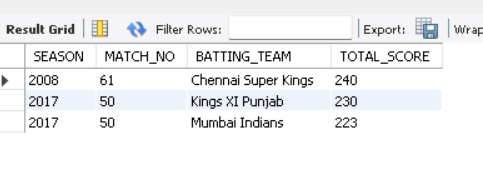 Result Grid Filter Rows: Export: Wrap
SEASON MATCH_NO BATTING_TEAM TOTAL_SCORE
2008 61 Chennai Super Kings 240
2017 50 Kings XI Punjab 230
2017 50 Mumbai Indians 223